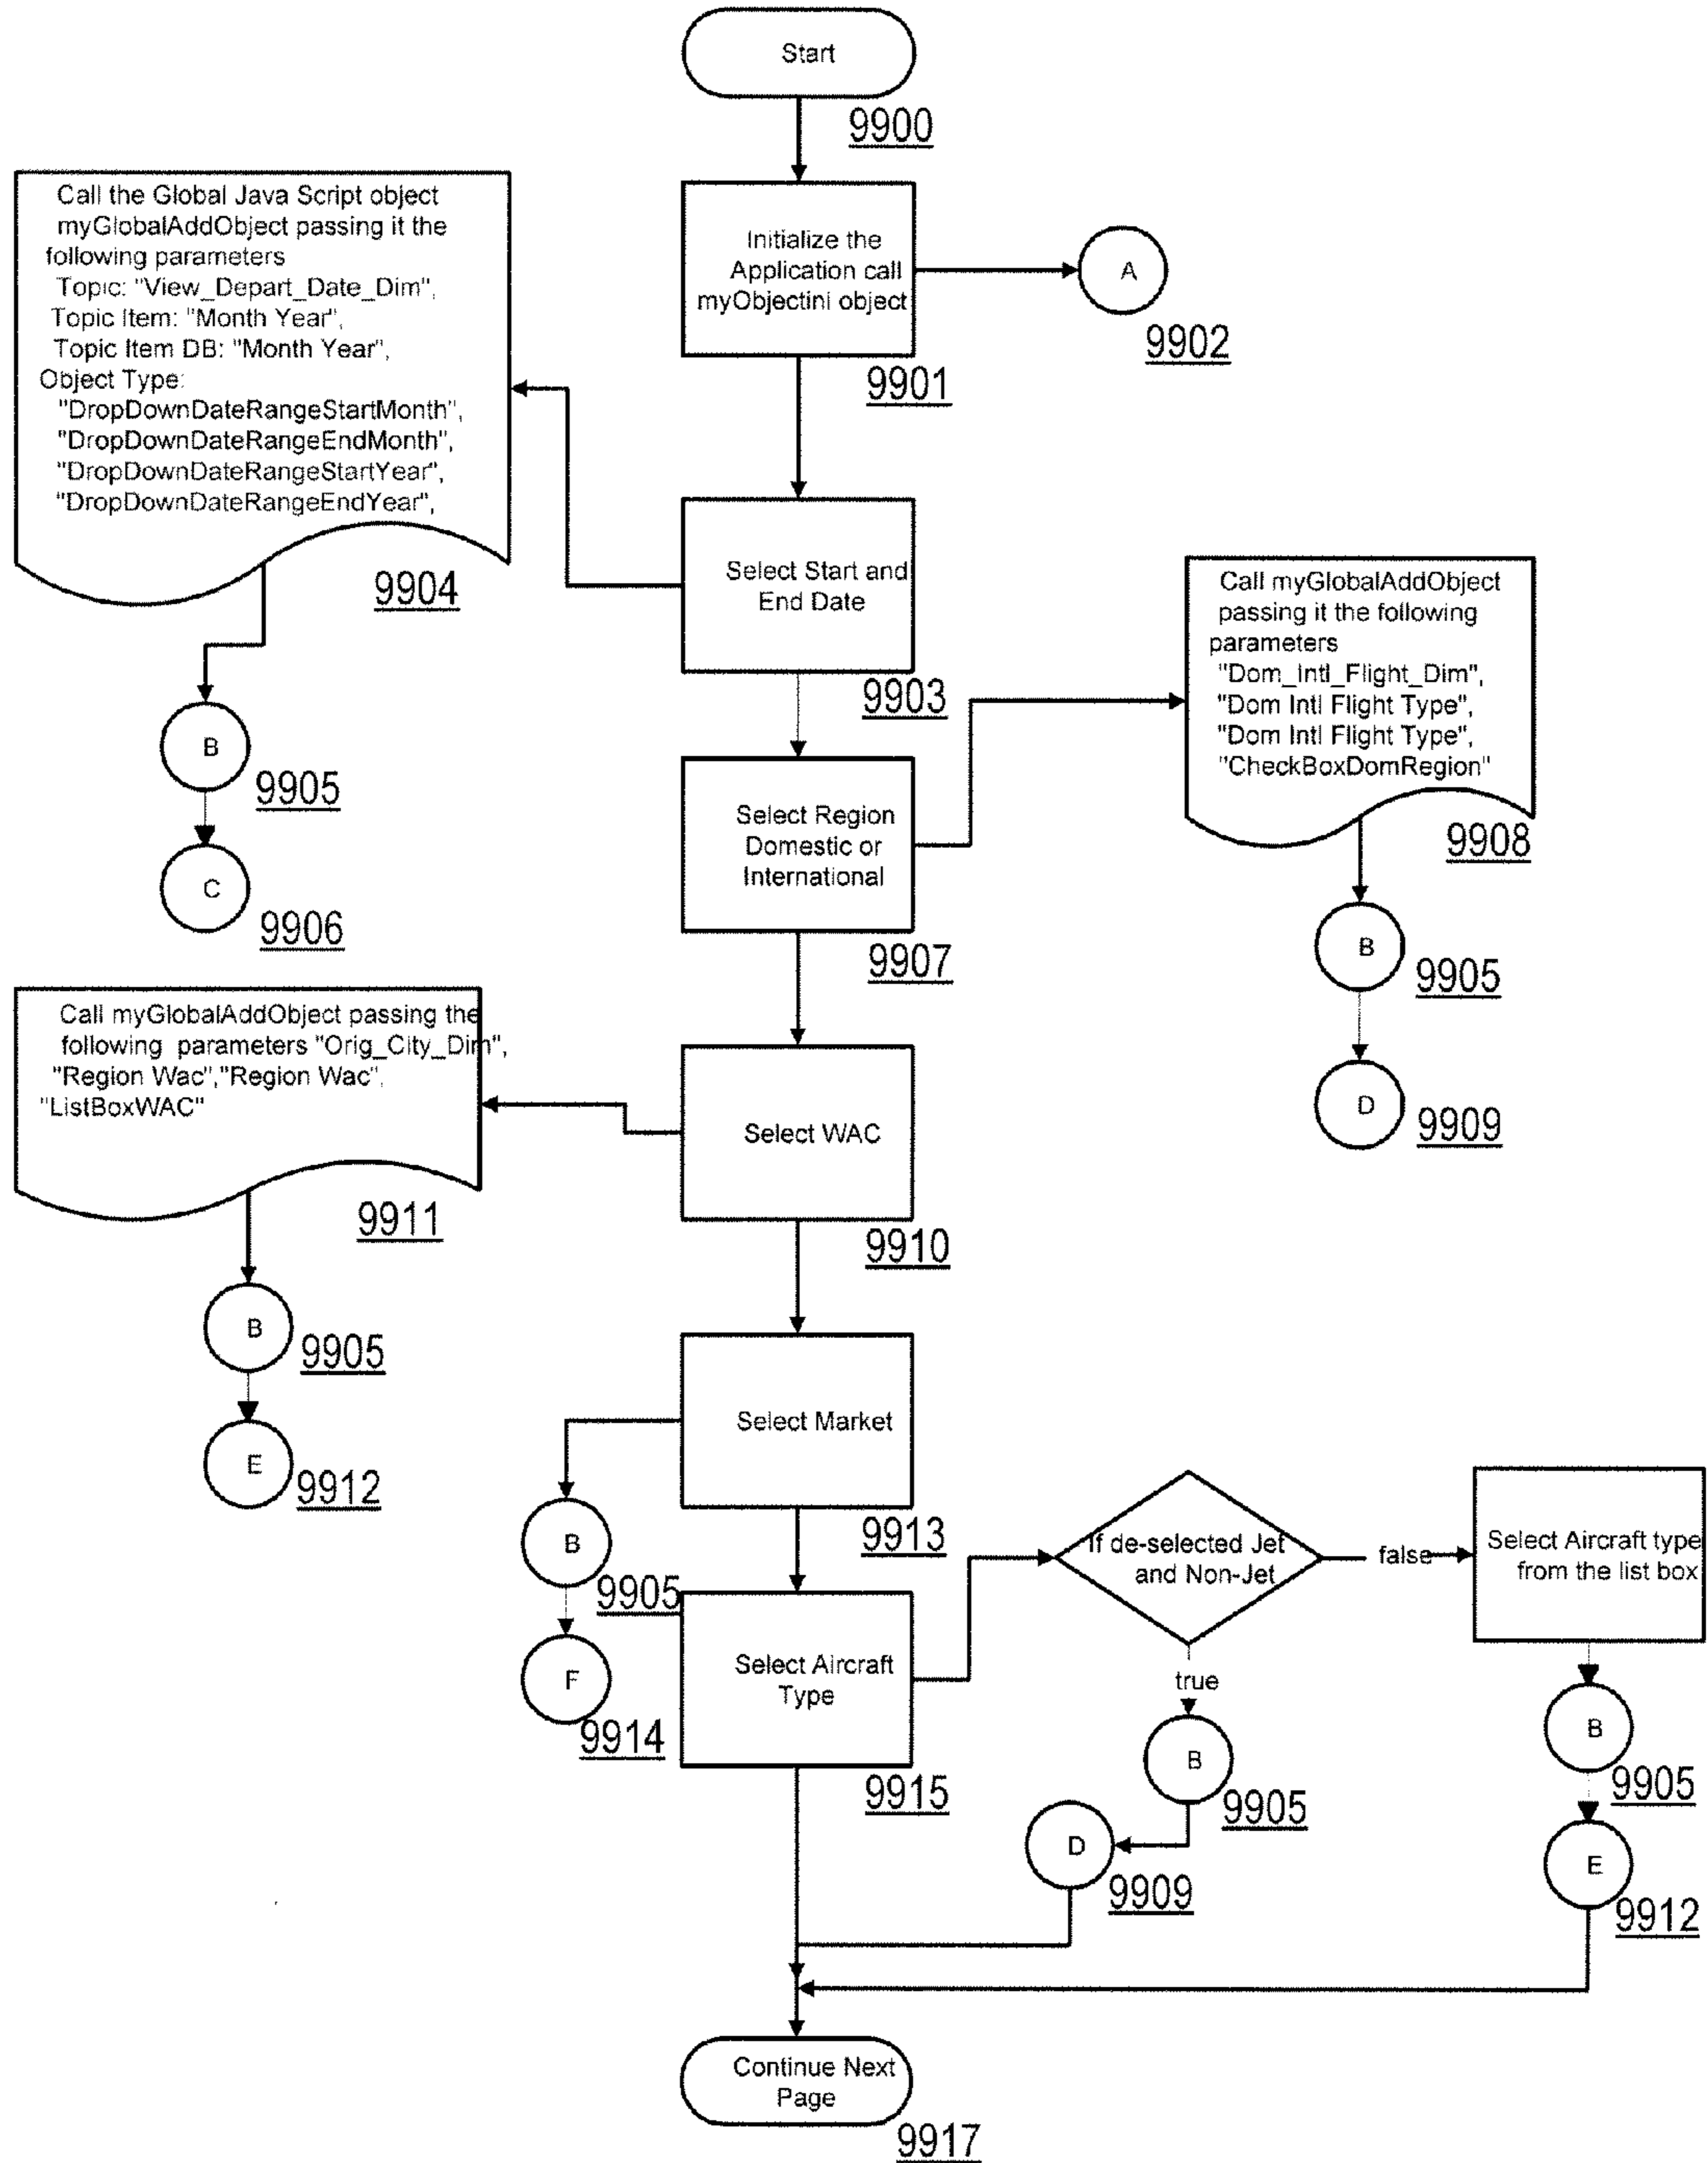 Start
9900
Initialize the
Application call
myObjectini object
9901
A
9902
Call the Global Java Script object
myGlobalAddObject passing it the
following parameters
Topic: "View_Depart_Date_Dim",
Topic Item: "Month Year",
Topic Item DB: "Month Year",
Object Type:
"DropDownDateRangeStartMonth",
"DropDownDateRangeEndMonth",
"DropDownDateRangeStartYear",
"DropDownDateRangeEndYear",
9904
Select Start and
End Date
9903
B
9905
C
9906
Call myGlobalAddObject
passing it the following
parameters
"Dom_Intl_Flight_Dim",
"Dom Intl Flight Type",
"Dom Intl Flight Type",
"CheckBoxDomRegion"
9908
Select Region
Domestic or
International
9907
B
9905
D
9909
Call myGlobalAddObject passing the
following parameters "Orig_City_Dim",
"Region Wac","Region Wac",
"ListBoxWAC"
9911
Select WAC
9910
B
9905
E
9912
Select Market
9913
B
9905
F
9914
Select Aircraft
Type
9915
If de-selected Jet
and Non-Jet
false
Select Aircraft type
from the list box
true
B
9905
D
9909
B
9905
E
9912
Continue Next
Page
9917